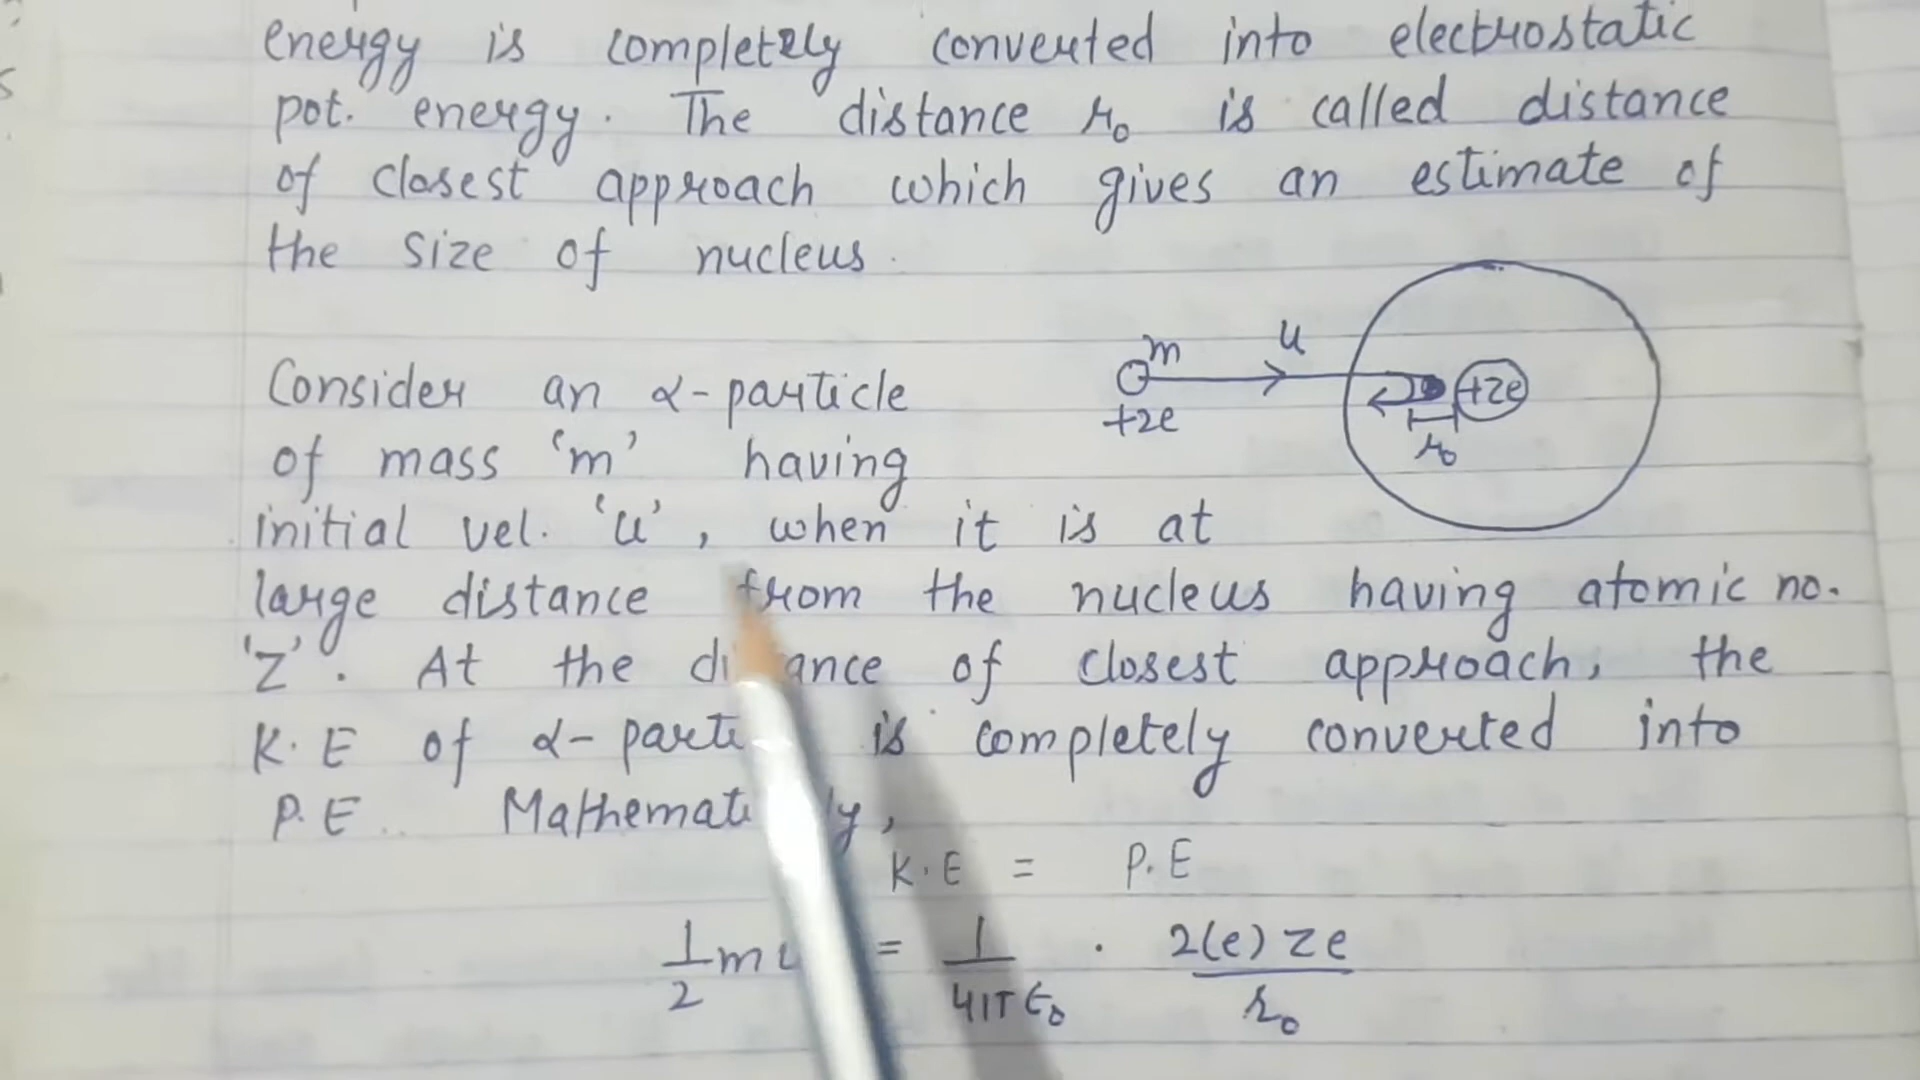 energy is completely converted into electrostatic
pot. energy. The distance r₀ is called distance
of closest approach which gives an estimate of
the size of nucleus.
m
u
+2e
+Ze
r₀
Consider an α-particle
of mass 'm' having
initial vel. 'u', when it is at
large distance from the nucleus having atomic no.
'Z'. At the distance of closest approach, the
K.E of α- is completely converted into
P.E.
K.E = P.E
1/2 m = 1/4πϵ₀ · 2(e) Ze/r₀